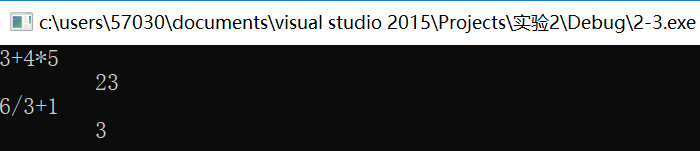 c:\users\57030\documents\visual studio 2015\Projects\实验2\Debug\2-3.exe
3+4*5
23
6/3+1
3